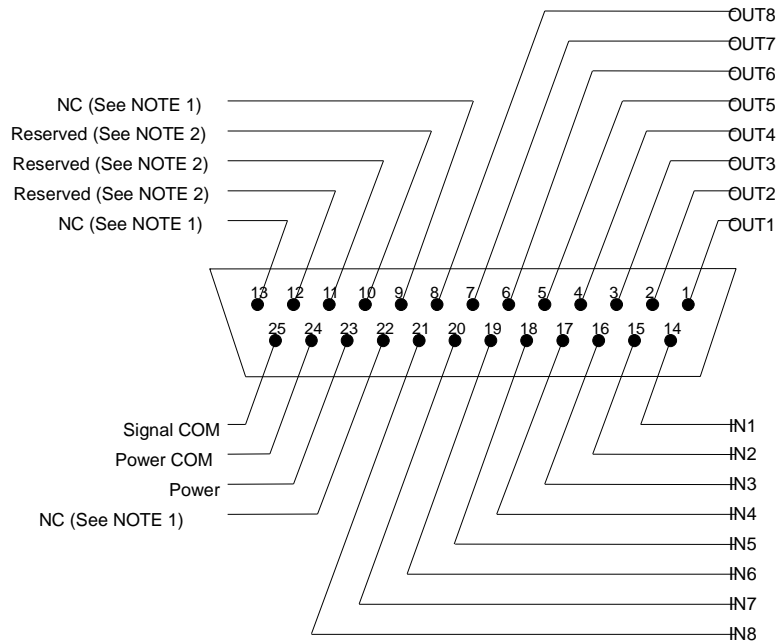 OUT8
OUT7
OUT6
NC (See NOTE 1) OUT5
Reserved (See NOTE 2) OUT4
Reserved (See NOTE 2) OUT3
Reserved (See NOTE 2) OUT2
NC (See NOTE 1) OUT1
13 12 11 10 9 8 7 6 5 4 3 2 1
25 24 23 22 21 20 19 18 17 16 15 14
Signal COM IN1
Power COM IN2
Power IN3
NC (See NOTE 1) IN4
IN5
IN6
IN7
IN8